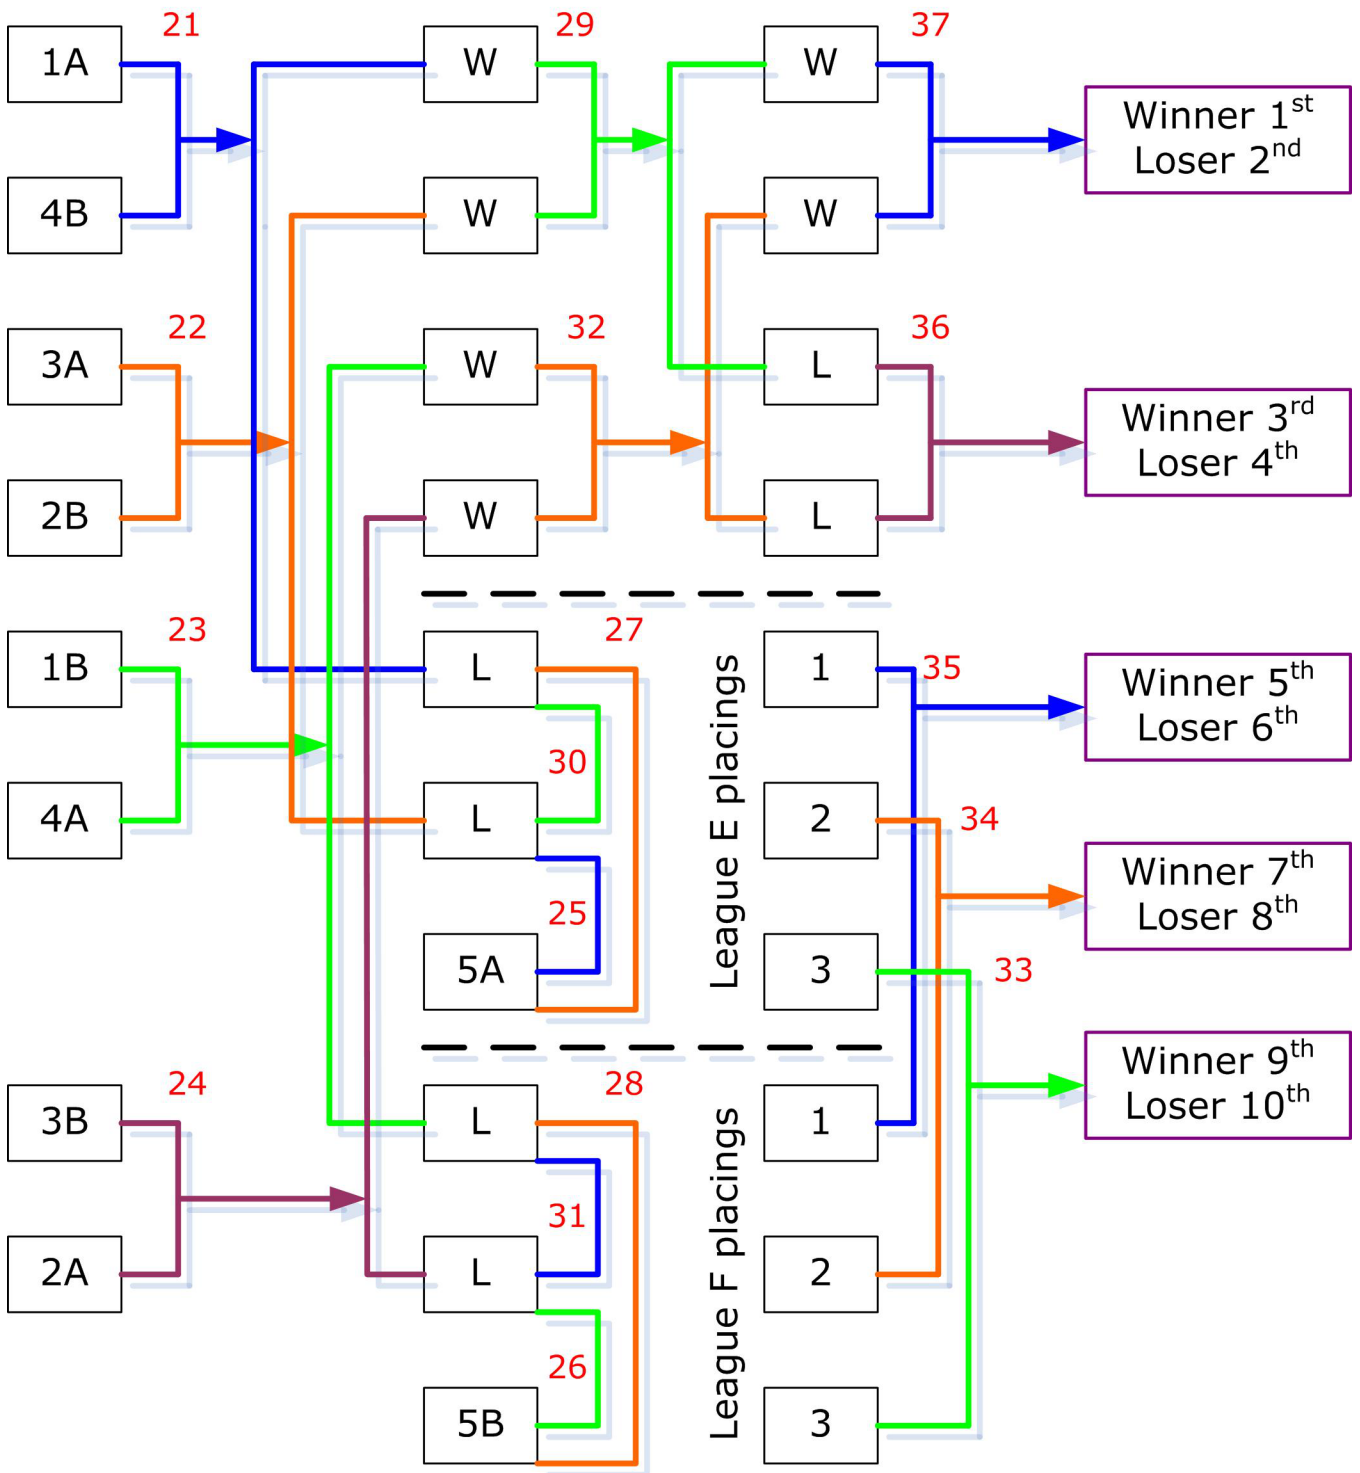 21
29
37
1A
W
W
Winner 1st
Loser 2nd
4B
W
W
22
32
36
3A
W
L
Winner 3rd
Loser 4th
2B
W
L
23
27
35
1B
L
1
Winner 5th
Loser 6th
30
34
4A
L
2
Winner 7th
Loser 8th
25
33
5A
3
League E placings
24
28
Winner 9th
Loser 10th
3B
L
1
31
2A
L
2
26
5B
3
League F placings